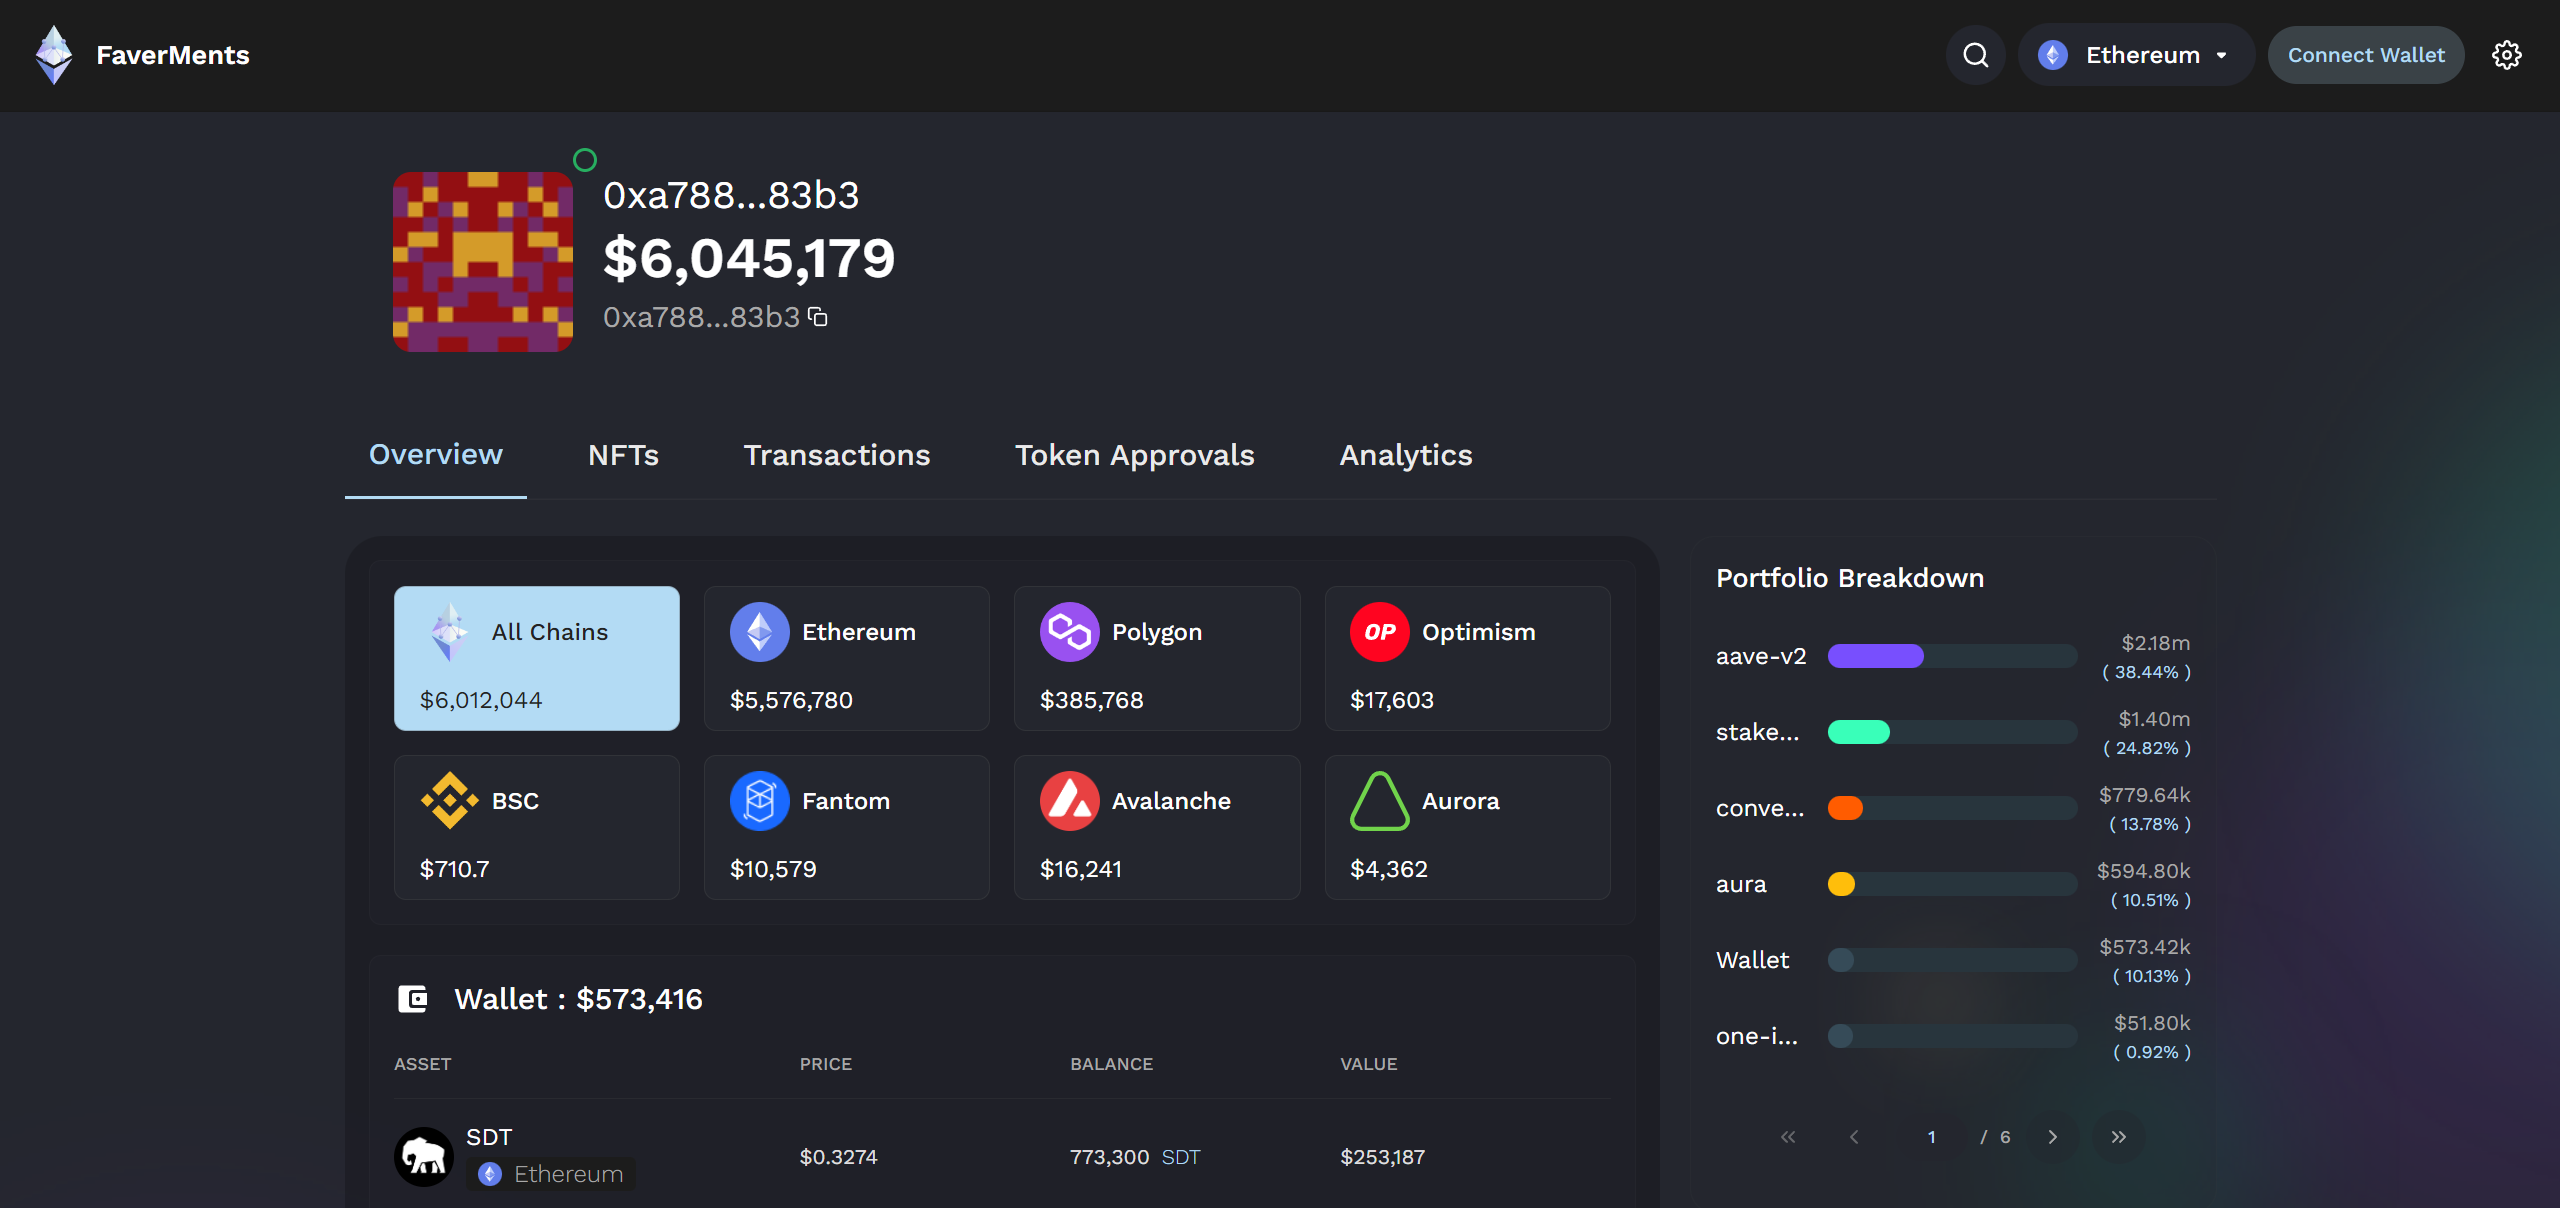 FaverMents
Ethereum
Connect Wallet
0xa788...83b3
$6,045,179
0xa788...83b3
Overview
NFTs
Transactions
Token Approvals
Analytics
All Chains
$6,012,044
Ethereum
$5,576,780
Polygon
$385,768
OP
Optimism
$17,603
BSC
$710.7
Fantom
$10,579
Avalanche
$16,241
Aurora
$4,362
Wallet : $573,416
ASSET PRICE BALANCE VALUE
SDT
Ethereum
$0.3274
773,300 SDT
$253,187
Portfolio Breakdown
aave-v2
$2.18m
( 38.44% )
stake...
$1.40m
( 24.82% )
conve...
$779.64k
( 13.78% )
aura
$594.80k
( 10.51% )
Wallet
$573.42k
( 10.13% )
one-i...
$51.80k
( 0.92% )
1 / 6